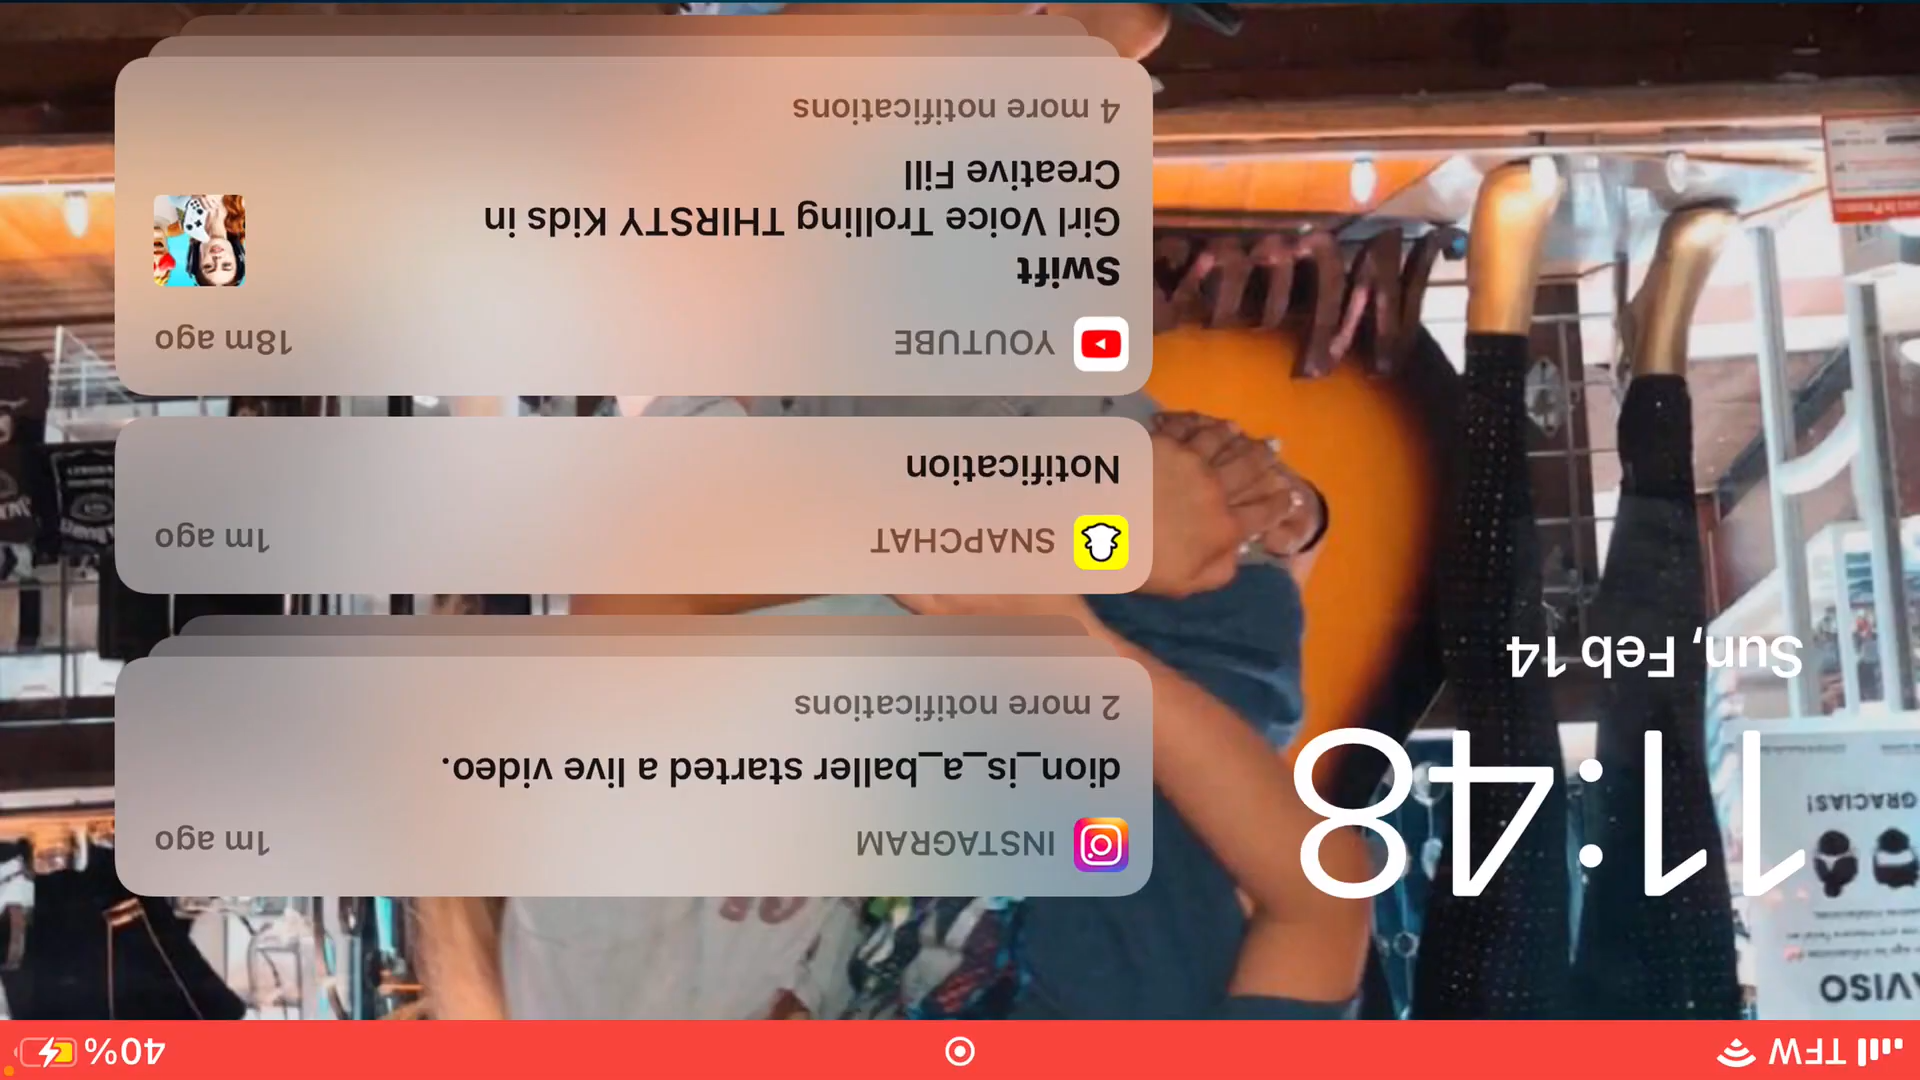 TFW
40%
11:48
Sun, Feb 14
INSTAGRAM
1m ago
dion_is_a_baller started a live video.
2 more notifications
SNAPCHAT
1m ago
Notification
YOUTUBE
18m ago
Swift
Girl Voice Trolling THIRSTY Kids in
Creative Fill
4 more notifications
AVISO
GRACIAS!